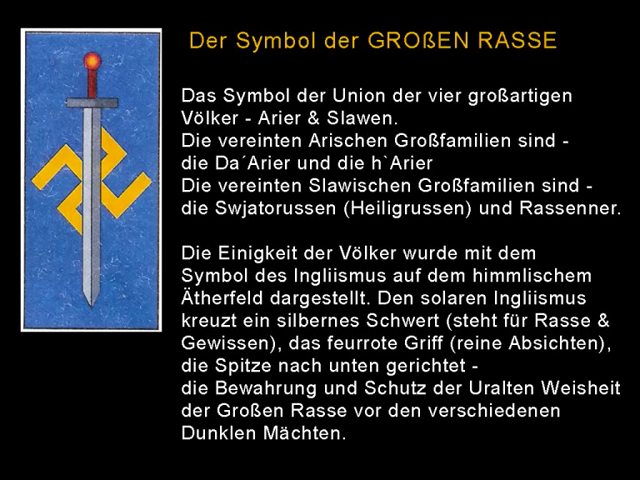 Der Symbol der GROßEN RASSE
Das Symbol der Union der vier großartigen
Völker - Arier & Slawen.
Die vereinten Arischen Großfamilien sind -
die Da´Arier und die h`Arier
Die vereinten Slawischen Großfamilien sind -
die Swjatorussen (Heiligrussen) und Rassenner.
Die Einigkeit der Völker wurde mit dem
Symbol des Ingliismus auf dem himmlischem
Ätherfeld dargestellt. Den solaren Ingliismus
kreuzt ein silbernes Schwert (steht für Rasse &
Gewissen), das feurrote Griff (reine Absichten),
die Spitze nach unten gerichtet -
die Bewahrung und Schutz der Uralten Weisheit
der Großen Rasse vor den verschiedenen
Dunklen Mächten.